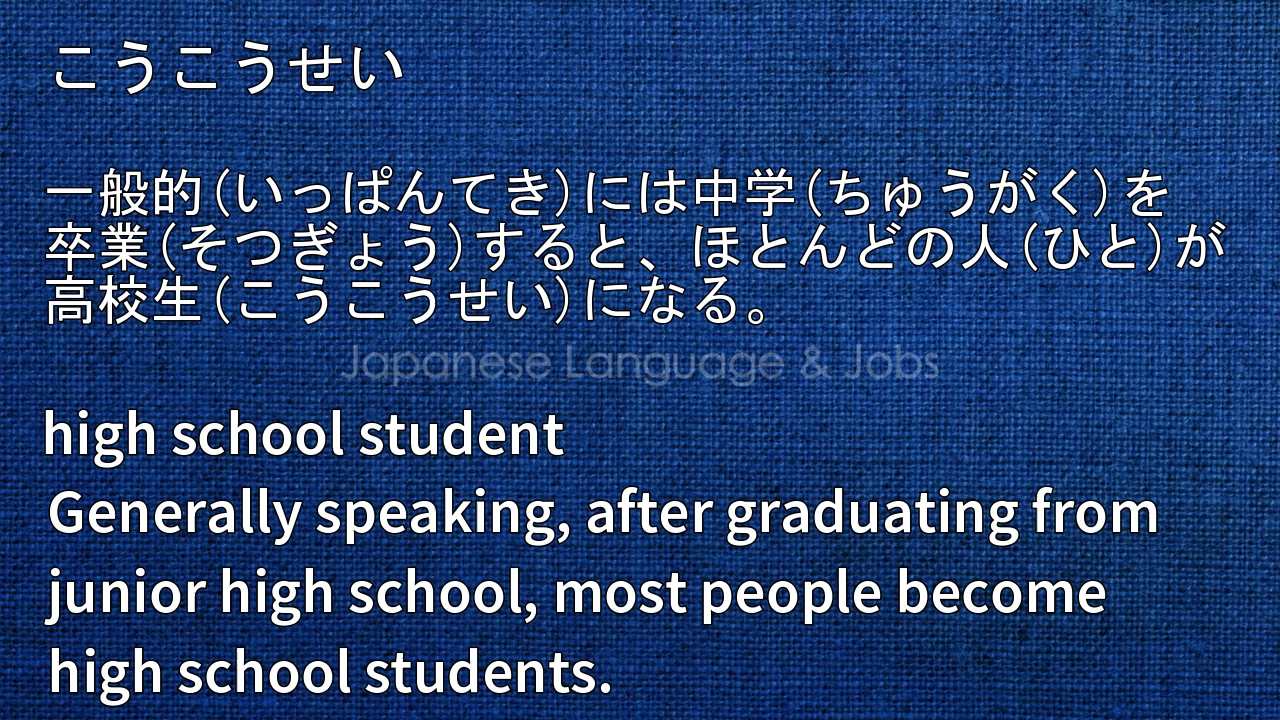 こうこうせい
一般的(いっぱんてき)には中学(ちゅうがく)を
卒業(そつぎょう)すると、ほとんどの人(ひと)が
高校生(こうこうせい)になる。
Japanese Language & Jobs
high school student
Generally speaking, after graduating from
junior high school, most people become
high school students.